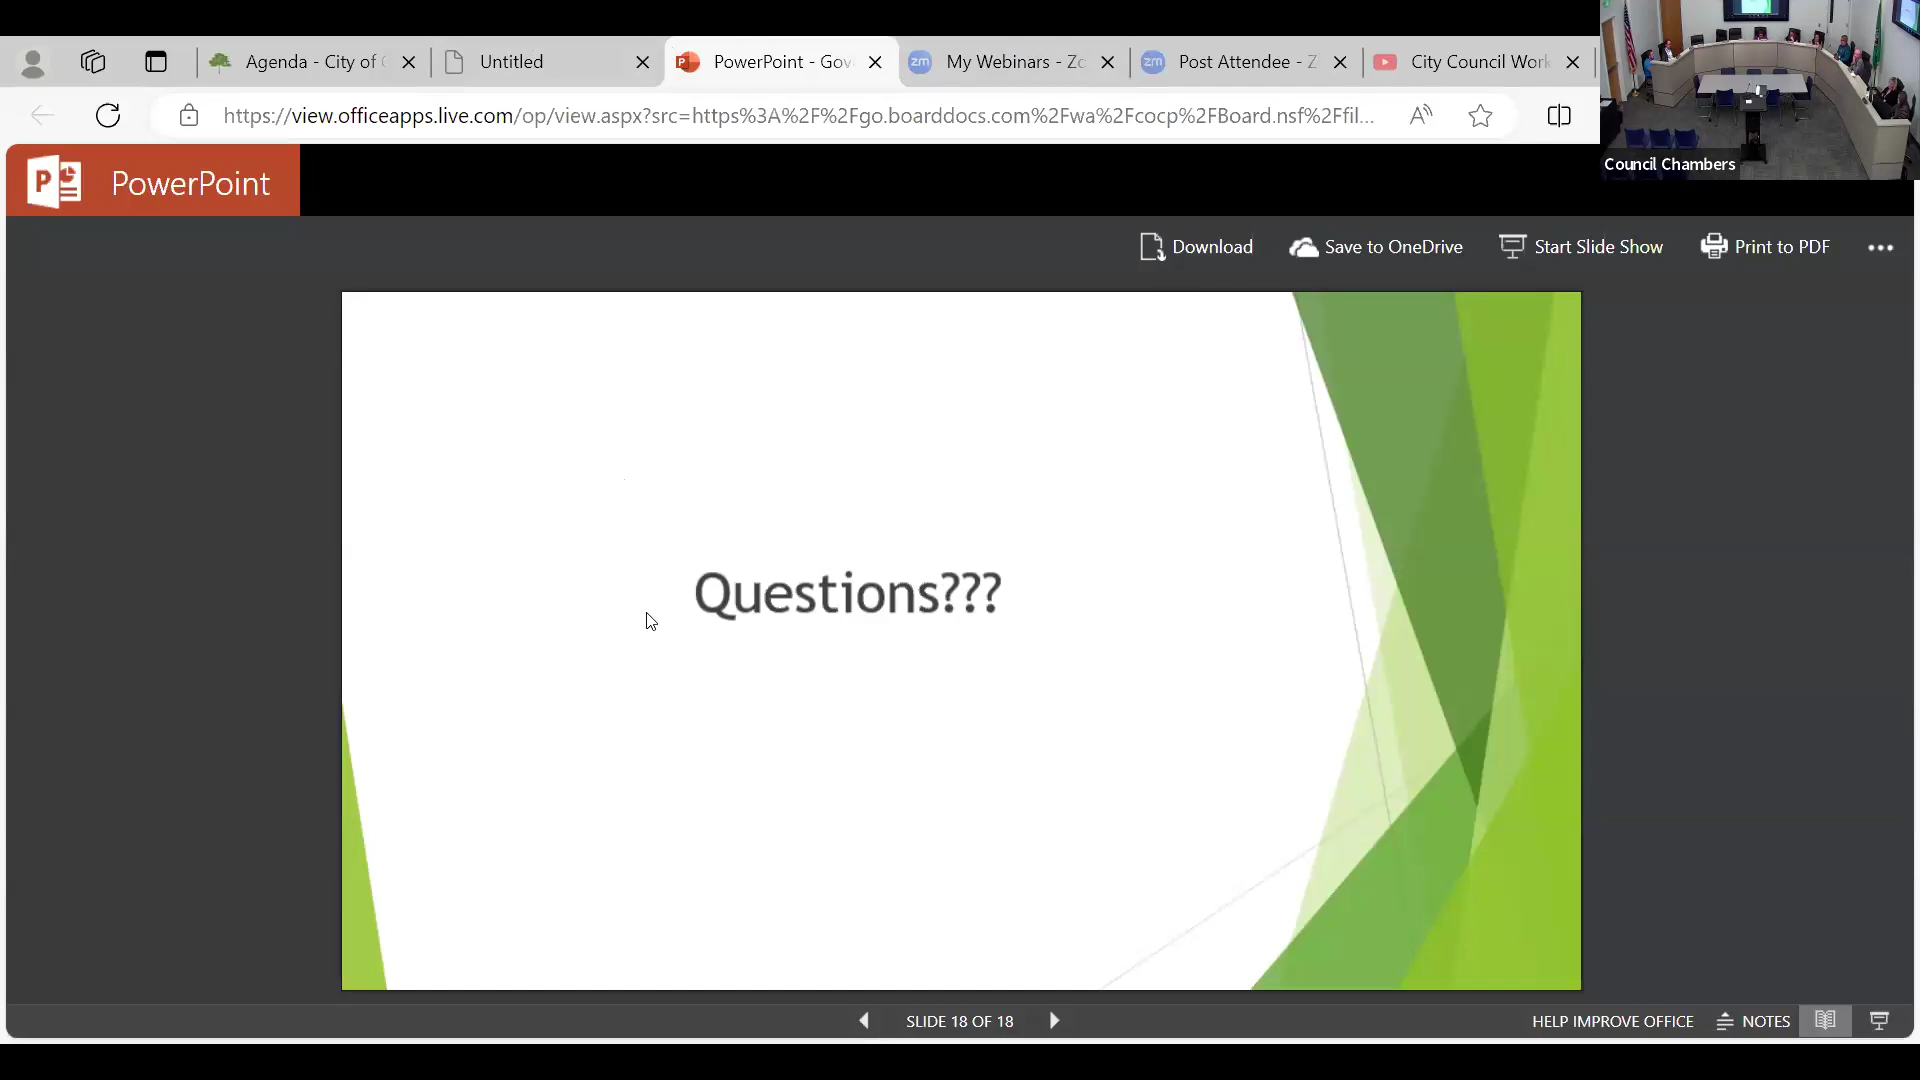 Agenda - City of
Untitled
PowerPoint - Gov
My Webinars - Zo
Post Attendee - Z
City Council Work
https://view.officeapps.live.com/op/view.aspx?src=https%3A%2F%2Fgo.boarddocs.com%2Fwa%2Fcocp%2FBoard.nsf%2Ffil...
Council Chambers
P PowerPoint
Download
Save to OneDrive
Start Slide Show
Print to PDF
Questions???
SLIDE 18 OF 18
HELP IMPROVE OFFICE
NOTES